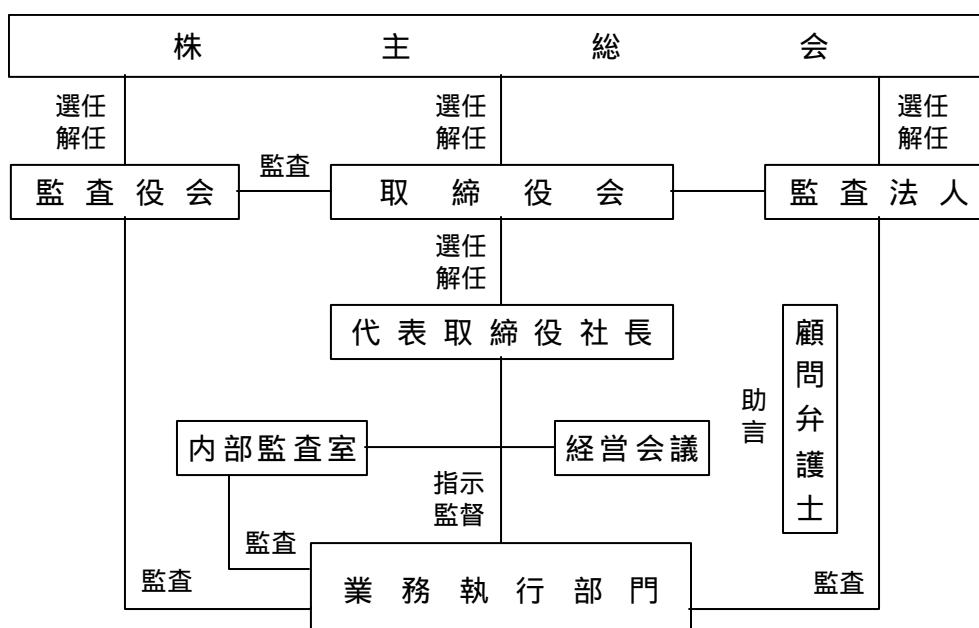 株主総会
選任
解任
選任
解任
選任
解任
監査役会
監査
取締役会
監査法人
選任
解任
代表取締役社長
顧問弁護士
助言
内部監査室
経営会議
指示
監督
監査
監査
業務執行部門
監査